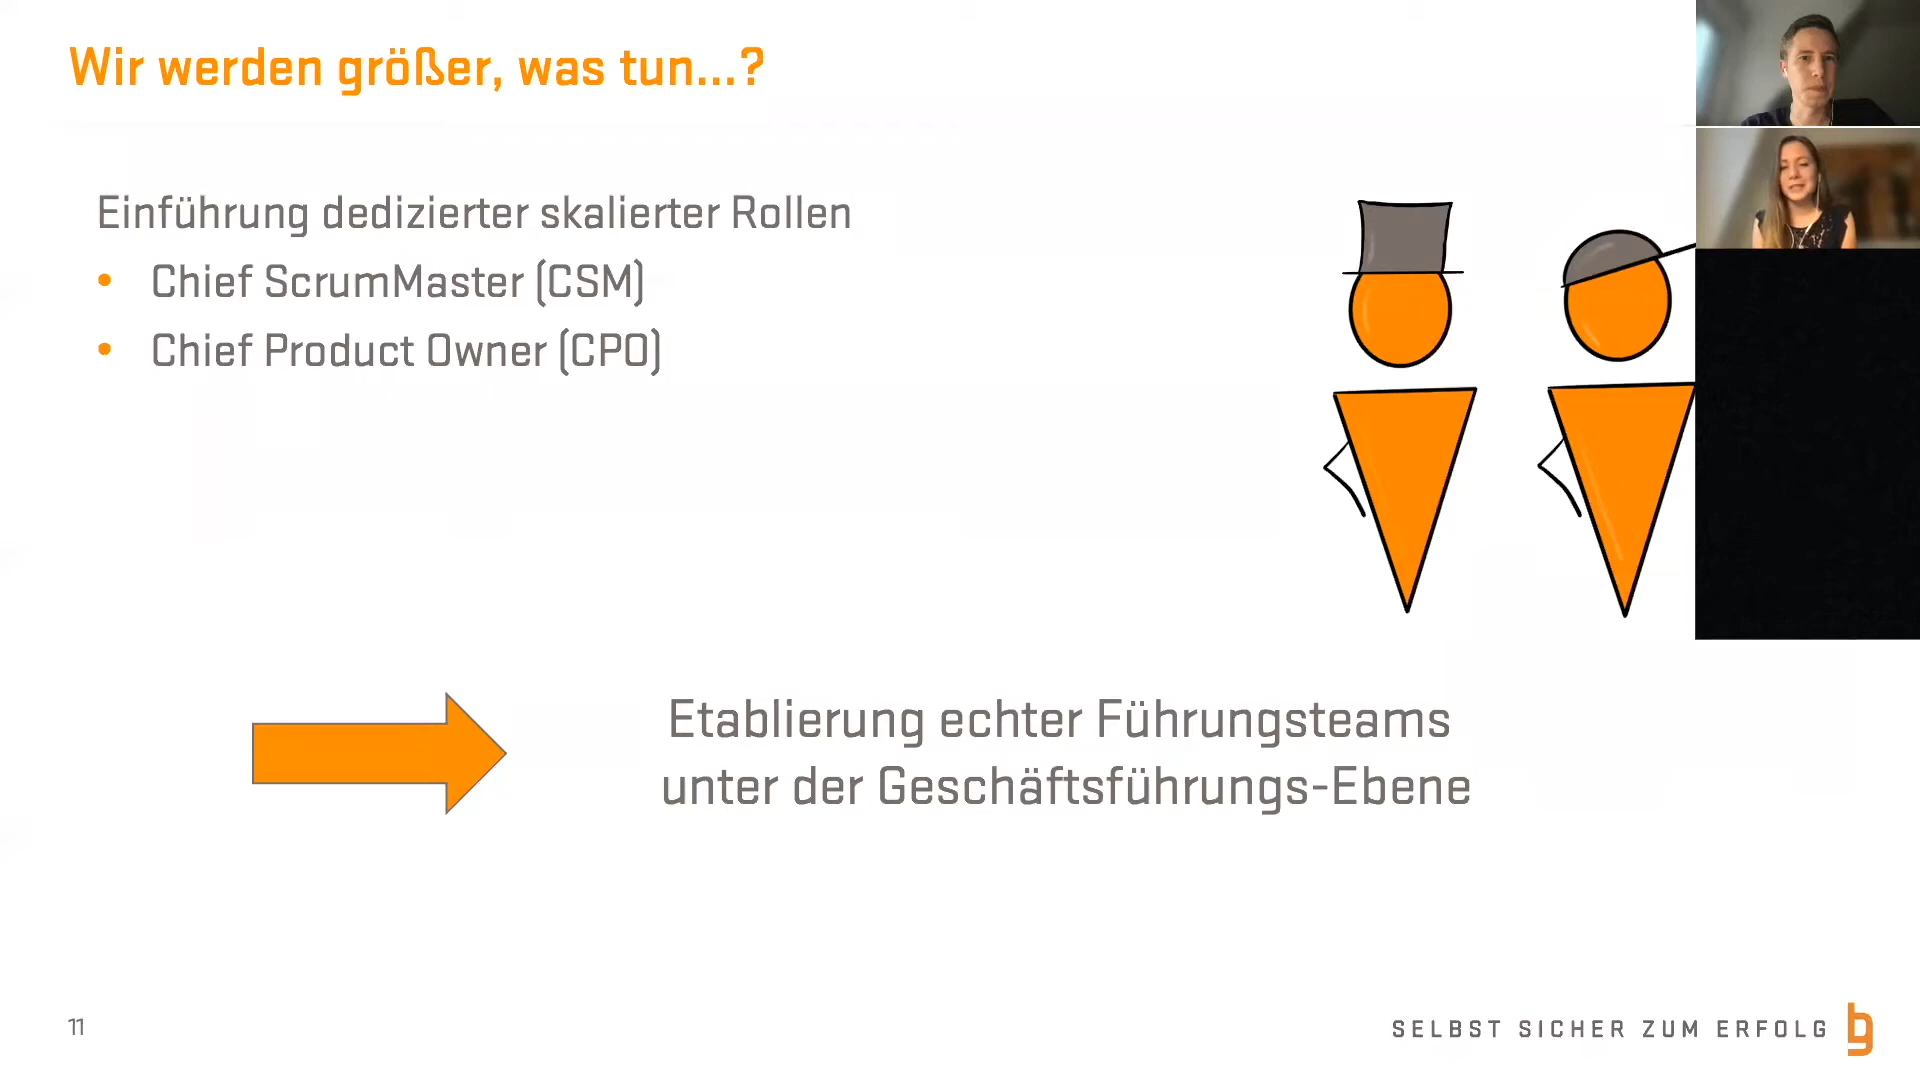 Wir werden größer, was tun...?
Einführung dedizierter skalierter Rollen
• Chief ScrumMaster (CSM)
• Chief Product Owner (CPO)
Etablierung echter Führungsteams
unter der Geschäftsführungs-Ebene
11
SELBST SICHER ZUM ERFOLG